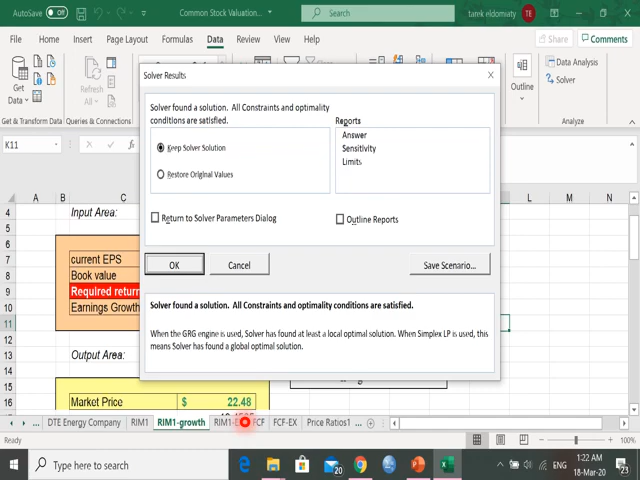 AutoSave Off
Common Stock Valuation...
Search
tarek eldomiaty TE
File Home Insert Page Layout Formulas Data Review View Help
Share Comments
Get Data
Refresh All
Outline
Data Analysis
Solver
Get & Transform Data Queries & Connections Analyze
K11
Solver Results
Solver found a solution. All Constraints and optimality
conditions are satisfied.
Keep Solver Solution
Restore Original Values
Reports
Answer
Sensitivity
Limits
Return to Solver Parameters Dialog
Outline Reports
OK Cancel Save Scenario...
Solver found a solution. All Constraints and optimality conditions are satisfied.
When the GRG engine is used, Solver has found at least a local optimal solution. When Simplex LP is used, this
means Solver has found a global optimal solution.
A B C L M N
4 Input Area:
5
6
7 current EPS
8 Book value
9 Required return
10 Earnings Growth
11
12
13 Output Area:
14
15
16 Market Price $ 22.48
DTE Energy Company RIM1 RIM1-growth FCF FCF-EX Price Ratios1 ...
Ready 100%
Type here to search
20
ENG
1:22 AM
18-Mar-20
23